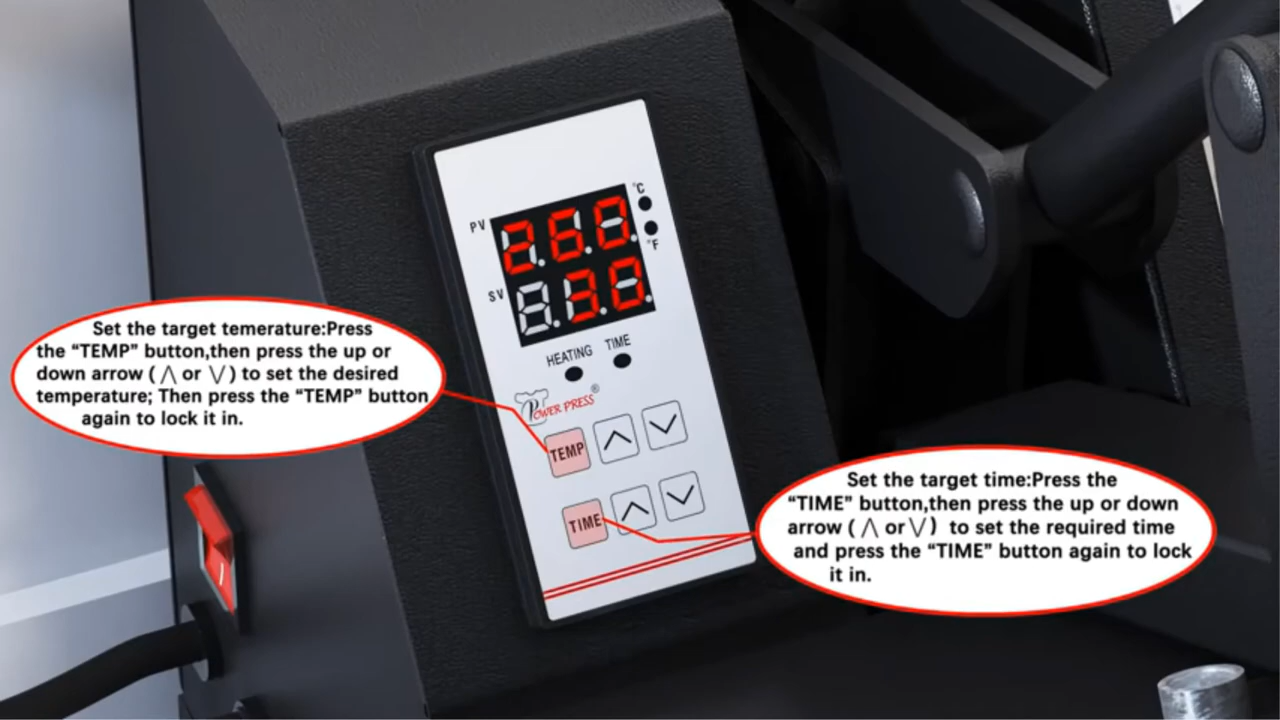 °C
PV
260
°F
SV
30
HEATING
TIME
POWER PRESS®
TEMP
TIME
Set the target temerature:Press
the “TEMP” button,then press the up or
down arrow ( ⋀ or ⋁ ) to set the desired
temperature; Then press the “TEMP” button
again to lock it in.
Set the target time:Press the
“TIME” button,then press the up or down
arrow ( ⋀ or ⋁ ) to set the required time
and press the “TIME” button again to lock
it in.